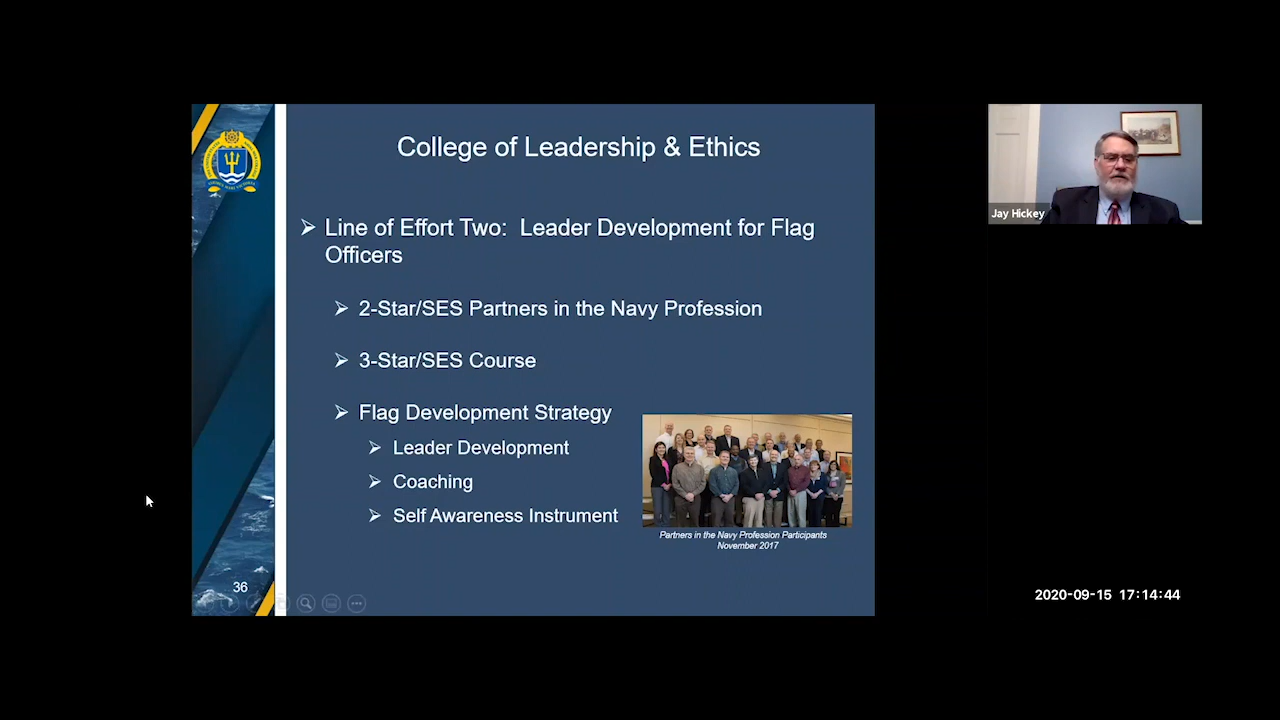 College of Leadership & Ethics
Line of Effort Two: Leader Development for Flag
Officers
2-Star/SES Partners in the Navy Profession
3-Star/SES Course
Flag Development Strategy
Leader Development
Coaching
Self Awareness Instrument
Partners in the Navy Profession Participants
November 2017
36
Jay Hickey
2020-09-15 17:14:44